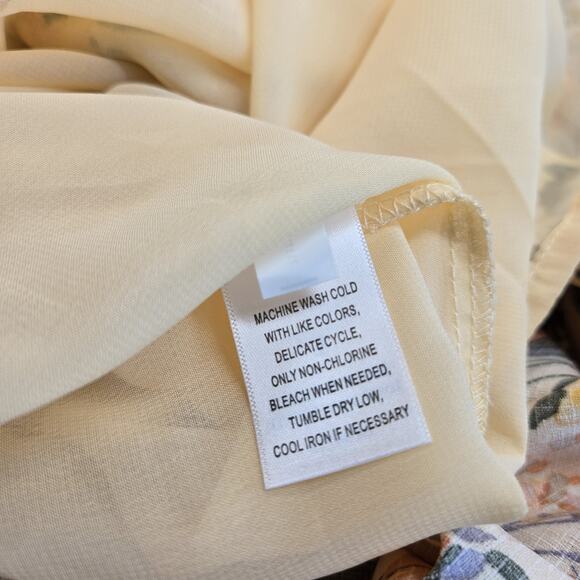 MACHINE WASH COLD
WITH LIKE COLORS,
DELICATE CYCLE,
ONLY NON-CHLORINE
BLEACH WHEN NEEDED,
TUMBLE DRY LOW,
COOL IRON IF NECESSARY